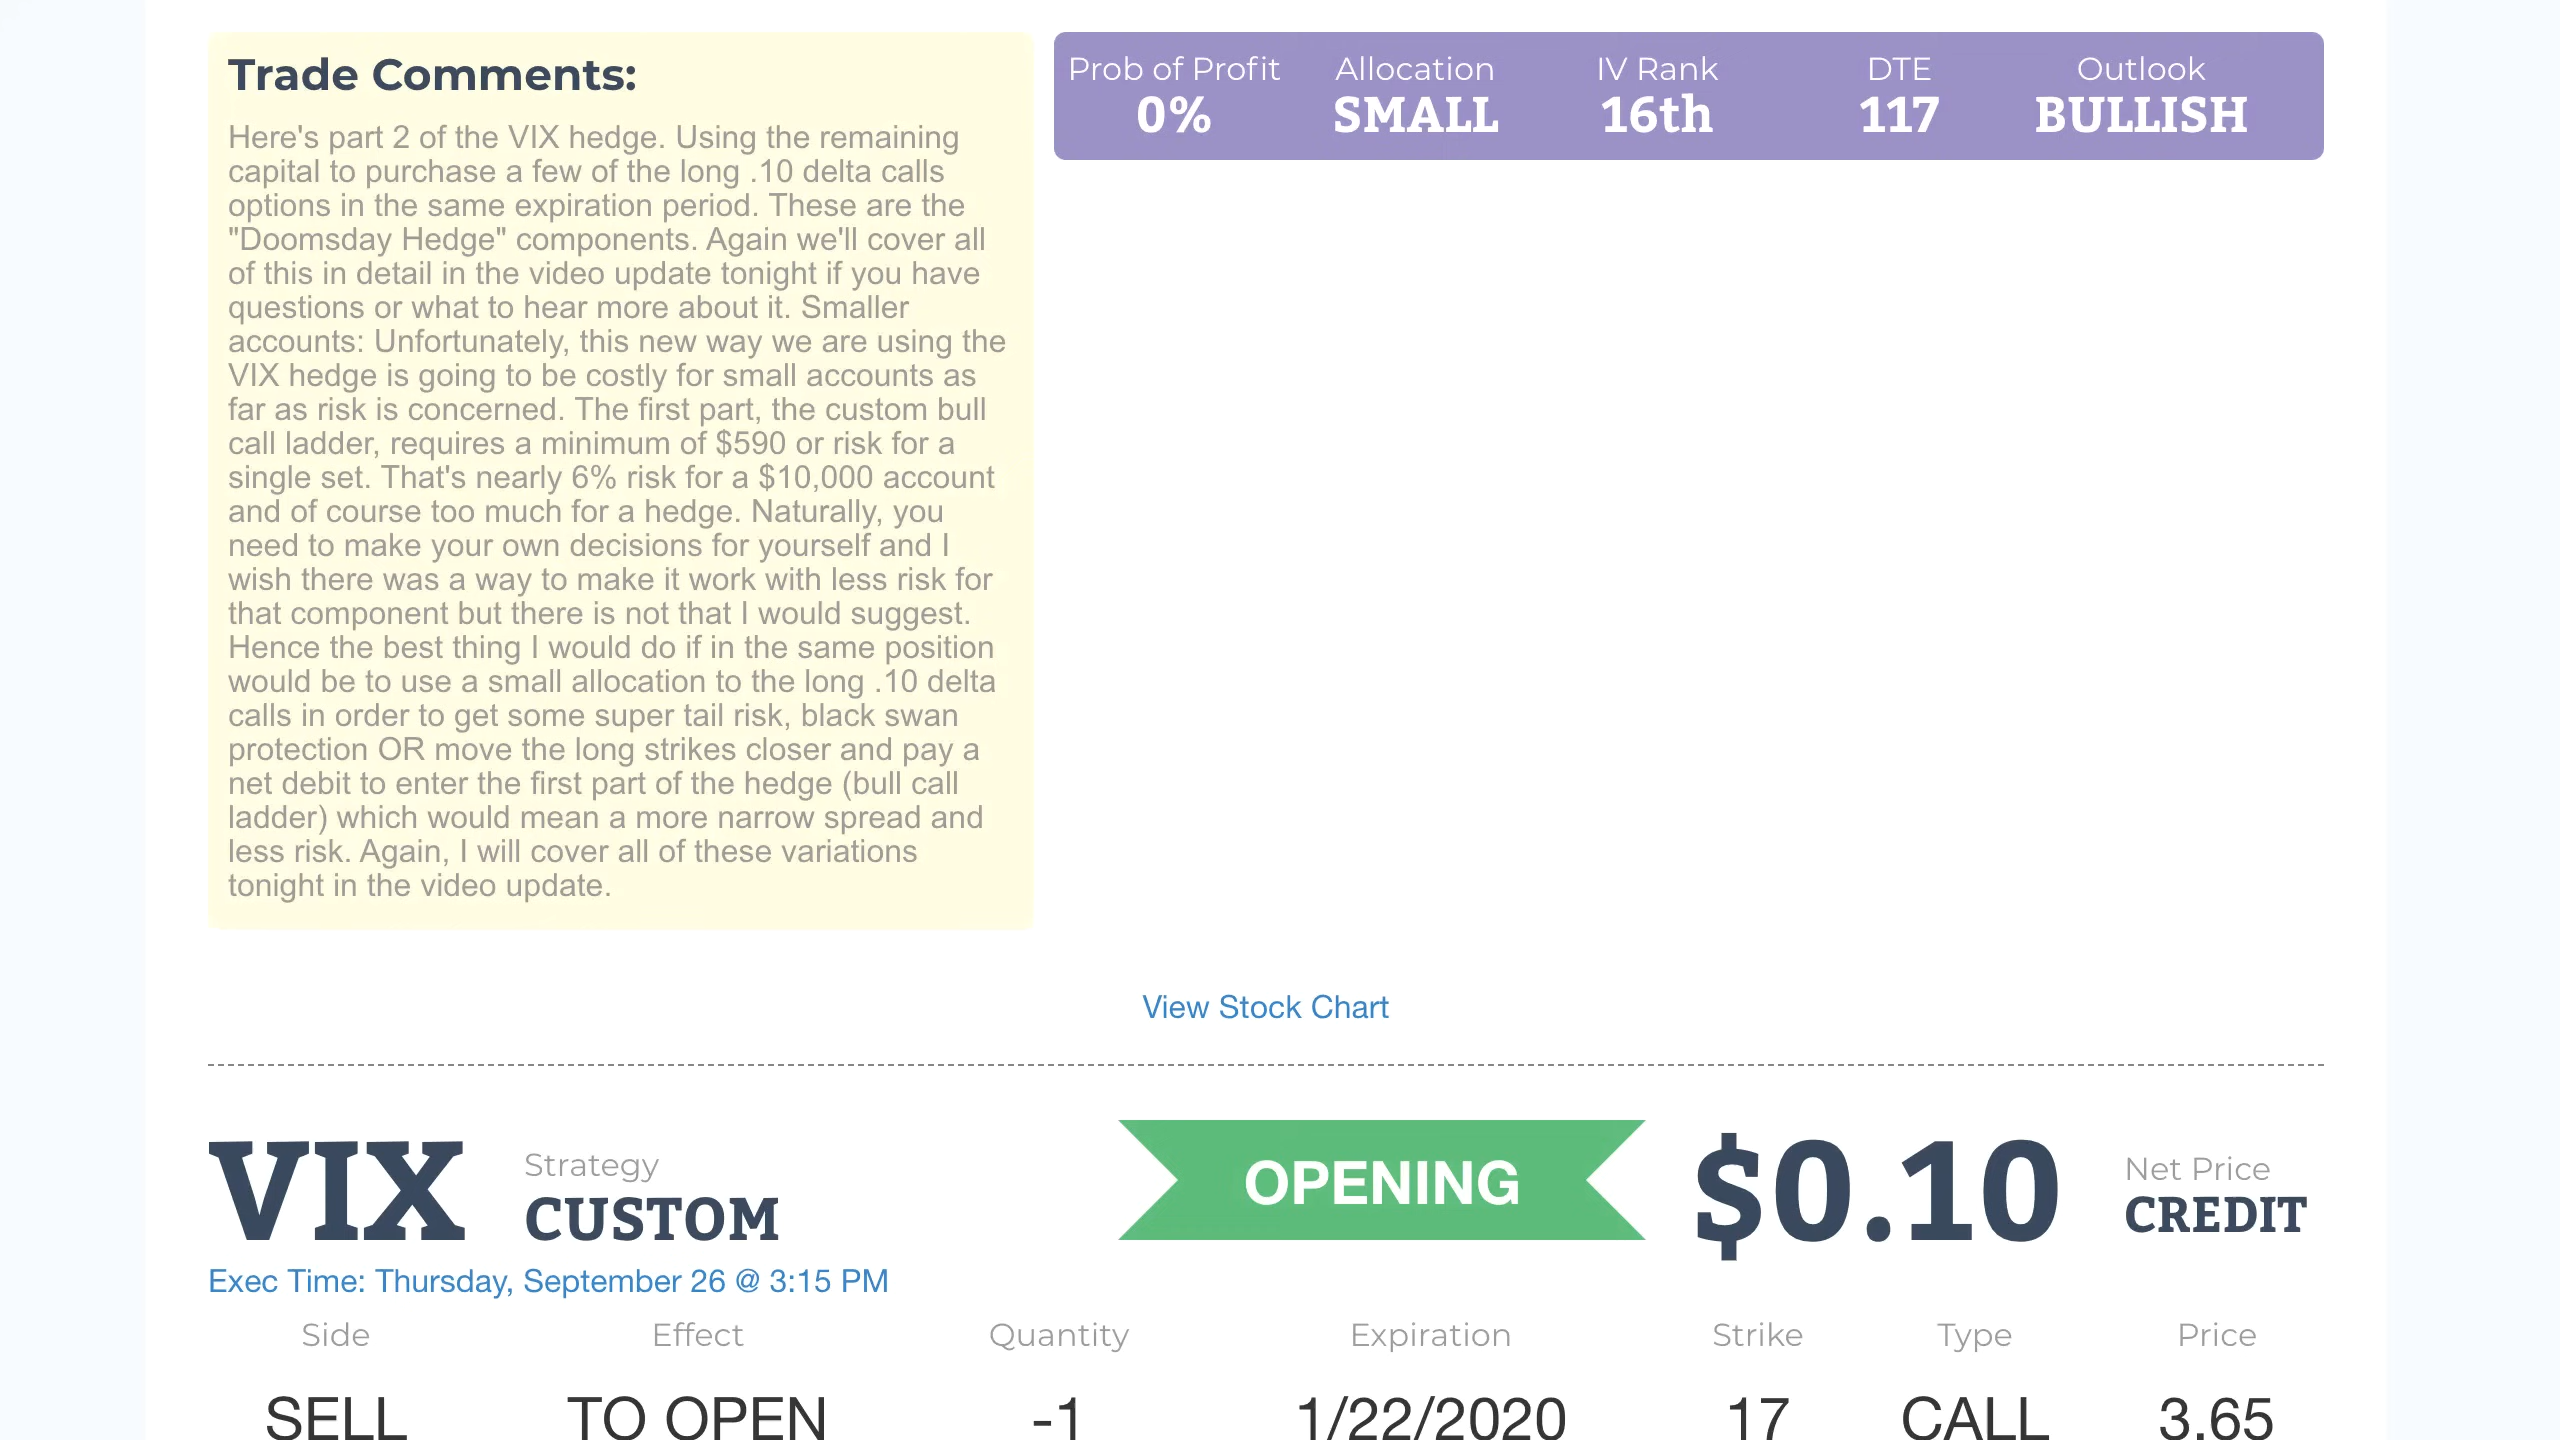 Trade Comments:
Here's part 2 of the VIX hedge. Using the remaining
capital to purchase a few of the long .10 delta calls
options in the same expiration period. These are the
"Doomsday Hedge" components. Again we'll cover all
of this in detail in the video update tonight if you have
questions or what to hear more about it. Smaller
accounts: Unfortunately, this new way we are using the
VIX hedge is going to be costly for small accounts as
far as risk is concerned. The first part, the custom bull
call ladder, requires a minimum of $590 or risk for a
single set. That's nearly 6% risk for a $10,000 account
and of course too much for a hedge. Naturally, you
need to make your own decisions for yourself and I
wish there was a way to make it work with less risk for
that component but there is not that I would suggest.
Hence the best thing I would do if in the same position
would be to use a small allocation to the long .10 delta
calls in order to get some super tail risk, black swan
protection OR move the long strikes closer and pay a
net debit to enter the first part of the hedge (bull call
ladder) which would mean a more narrow spread and
less risk. Again, I will cover all of these variations
tonight in the video update.
Prob of Profit Allocation IV Rank DTE Outlook
0% SMALL 16th 117 BULLISH
View Stock Chart
VIX Strategy CUSTOM OPENING $0.10 Net Price CREDIT
Exec Time: Thursday, September 26 @ 3:15 PM
Side Effect Quantity Expiration Strike Type Price
SELL TO OPEN -1 1/22/2020 17 CALL 3.65